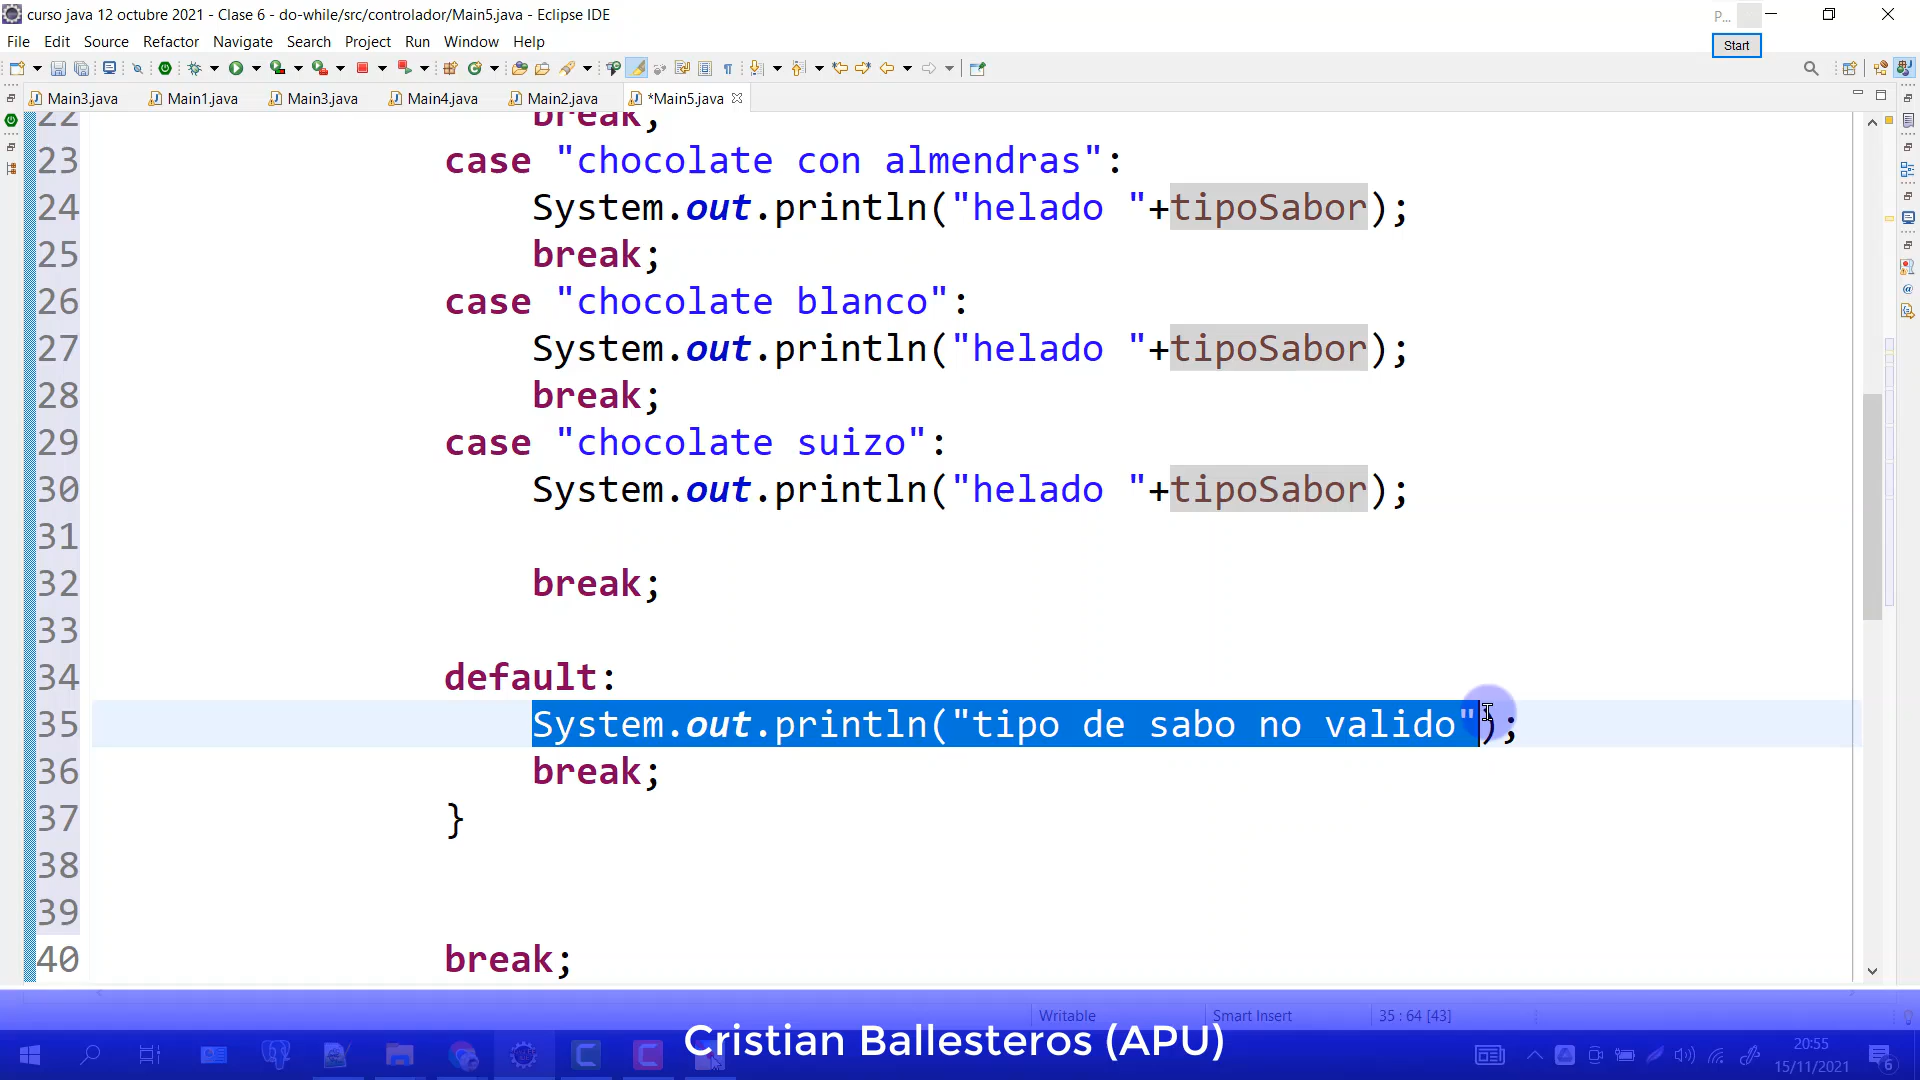 curso java 12 octubre 2021 - Clase 6 - do-while/src/controlador/Main5.java - Eclipse IDE
P...
File Edit Source Refactor Navigate Search Project Run Window Help
Start
Main3.java Main1.java Main3.java Main4.java Main2.java *Main5.java
22 break;
23 case "chocolate con almendras":
24 System.out.println("helado "+tipoSabor);
25 break;
26 case "chocolate blanco":
27 System.out.println("helado "+tipoSabor);
28 break;
29 case "chocolate suizo":
30 System.out.println("helado "+tipoSabor);
31
32 break;
33
34 default:
35 System.out.println("tipo de sabo no valido");
36 break;
37 }
38
39
40 break;
Writable Smart Insert 35 : 64 [43]
Cristian Ballesteros (APU)
20:55
15/11/2021
6